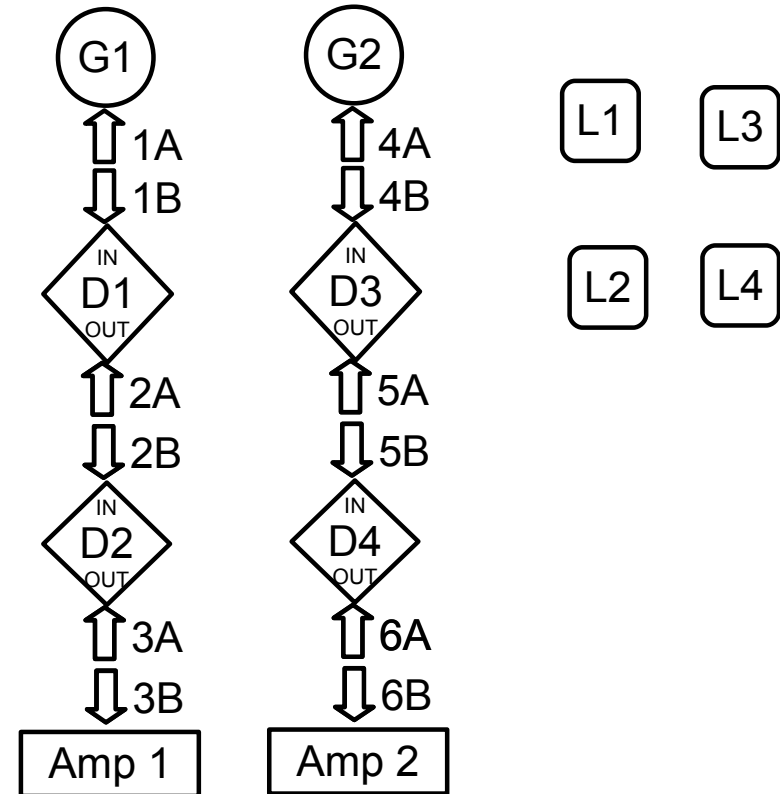 G1
1A
1B
IN
D1
OUT
2A
2B
IN
D2
OUT
3A
3B
Amp 1
G2
4A
4B
IN
D3
OUT
5A
5B
IN
D4
OUT
6A
6B
Amp 2
L1
L3
L2
L4